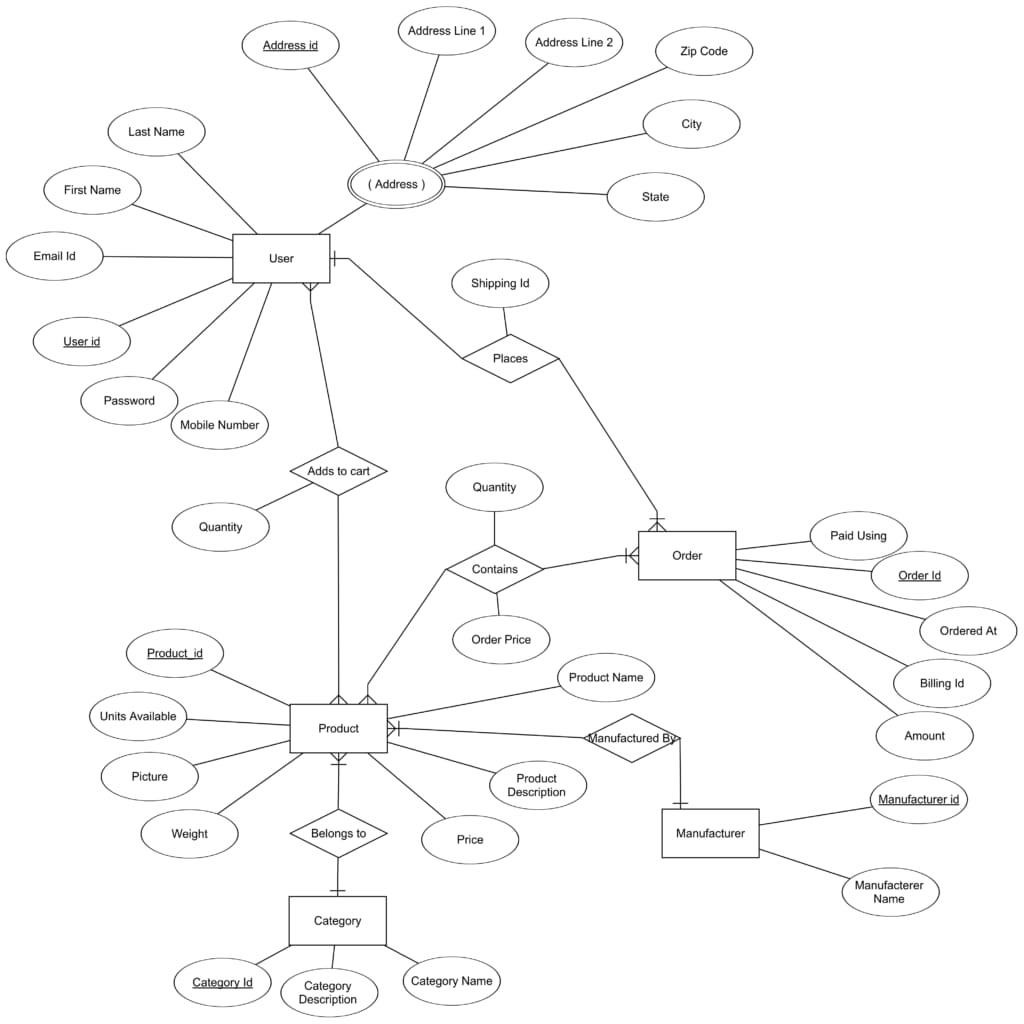 Address id
Address Line 1
Address Line 2
Zip Code
City
State
( Address )
Last Name
First Name
Email Id
User id
Password
Mobile Number
User
Shipping Id
Places
Adds to cart
Quantity
Quantity
Contains
Order Price
Order
Paid Using
Order Id
Ordered At
Billing Id
Amount
Product_id
Units Available
Picture
Weight
Product
Product Name
Manufactured By
Product
Description
Price
Belongs to
Manufacturer
Manufacturer id
Manufacterer
Name
Category
Category Id
Category
Description
Category Name